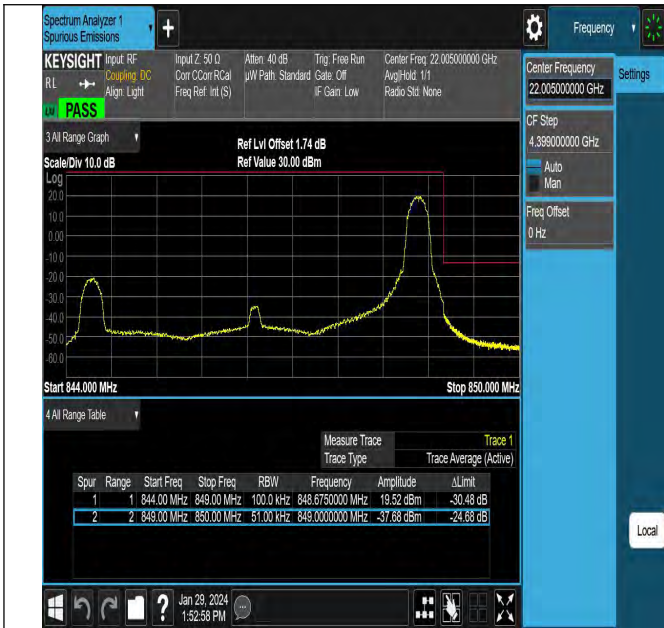 Spectrum Analyzer 1
Spurious Emissions
Frequency
KEYSIGHT
RL
PASS
Input: RF
Coupling: DC
Align: Light
Input Z: 50 Ω
Corr CCorr RCal
Freq Ref: Int (S)
Atten: 40 dB
µW Path: Standard
Trig: Free Run
Gate: Off
IF Gain: Low
Center Freq: 22.005000000 GHz
Avg|Hold: 1/1
Radio Std: None
Center Frequency
22.005000000 GHz
Settings
CF Step
4.399000000 GHz
Auto
Man
Freq Offset
0 Hz
3 All Range Graph
Ref Lvl Offset 1.74 dB
Scale/Div 10.0 dB
Ref Value 30.00 dBm
Log
20.0
10.0
0.00
-10.0
-20.0
-30.0
-40.0
-50.0
-60.0
Start 844.000 MHz
Stop 850.000 MHz
4 All Range Table
Measure Trace Trace 1
Trace Type Trace Average (Active)
Spur Range Start Freq Stop Freq RBW Frequency Amplitude ΔLimit
1 1 844.00 MHz 849.00 MHz 100.0 kHz 848.6750000 MHz 19.52 dBm -30.48 dB
2 2 849.00 MHz 850.00 MHz 51.00 kHz 849.0000000 MHz -37.68 dBm -24.68 dB
Local
?
Jan 29, 2024
1:52:58 PM